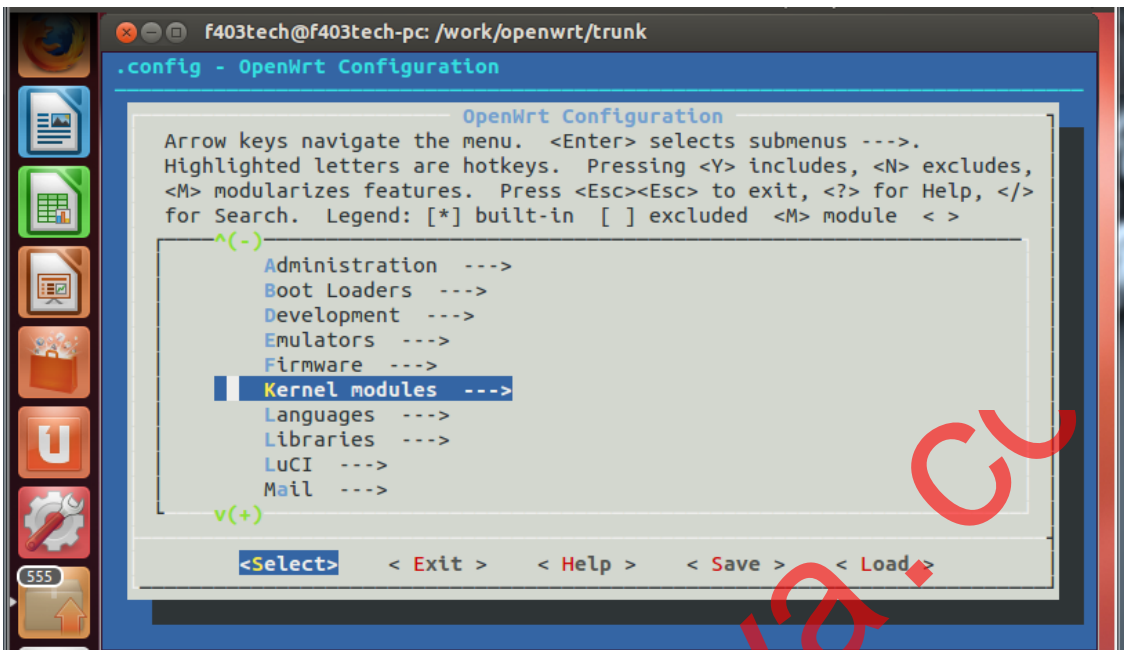 f403tech@f403tech-pc: /work/openwrt/trunk
.config - OpenWrt Configuration
OpenWrt Configuration
Arrow keys navigate the menu.  <Enter> selects submenus --->.
Highlighted letters are hotkeys.  Pressing <Y> includes, <N> excludes,
<M> modularizes features.  Press <Esc><Esc> to exit, <?> for Help, </>
for Search.  Legend: [*] built-in  [ ] excluded  <M> module  < >
^(-)
Administration  --->
Boot Loaders  --->
Development  --->
Emulators  --->
Firmware  --->
Kernel modules  --->
Languages  --->
Libraries  --->
LuCI  --->
Mail  --->
v(+)
<Select>    < Exit >    < Help >    < Save >    < Load >
555